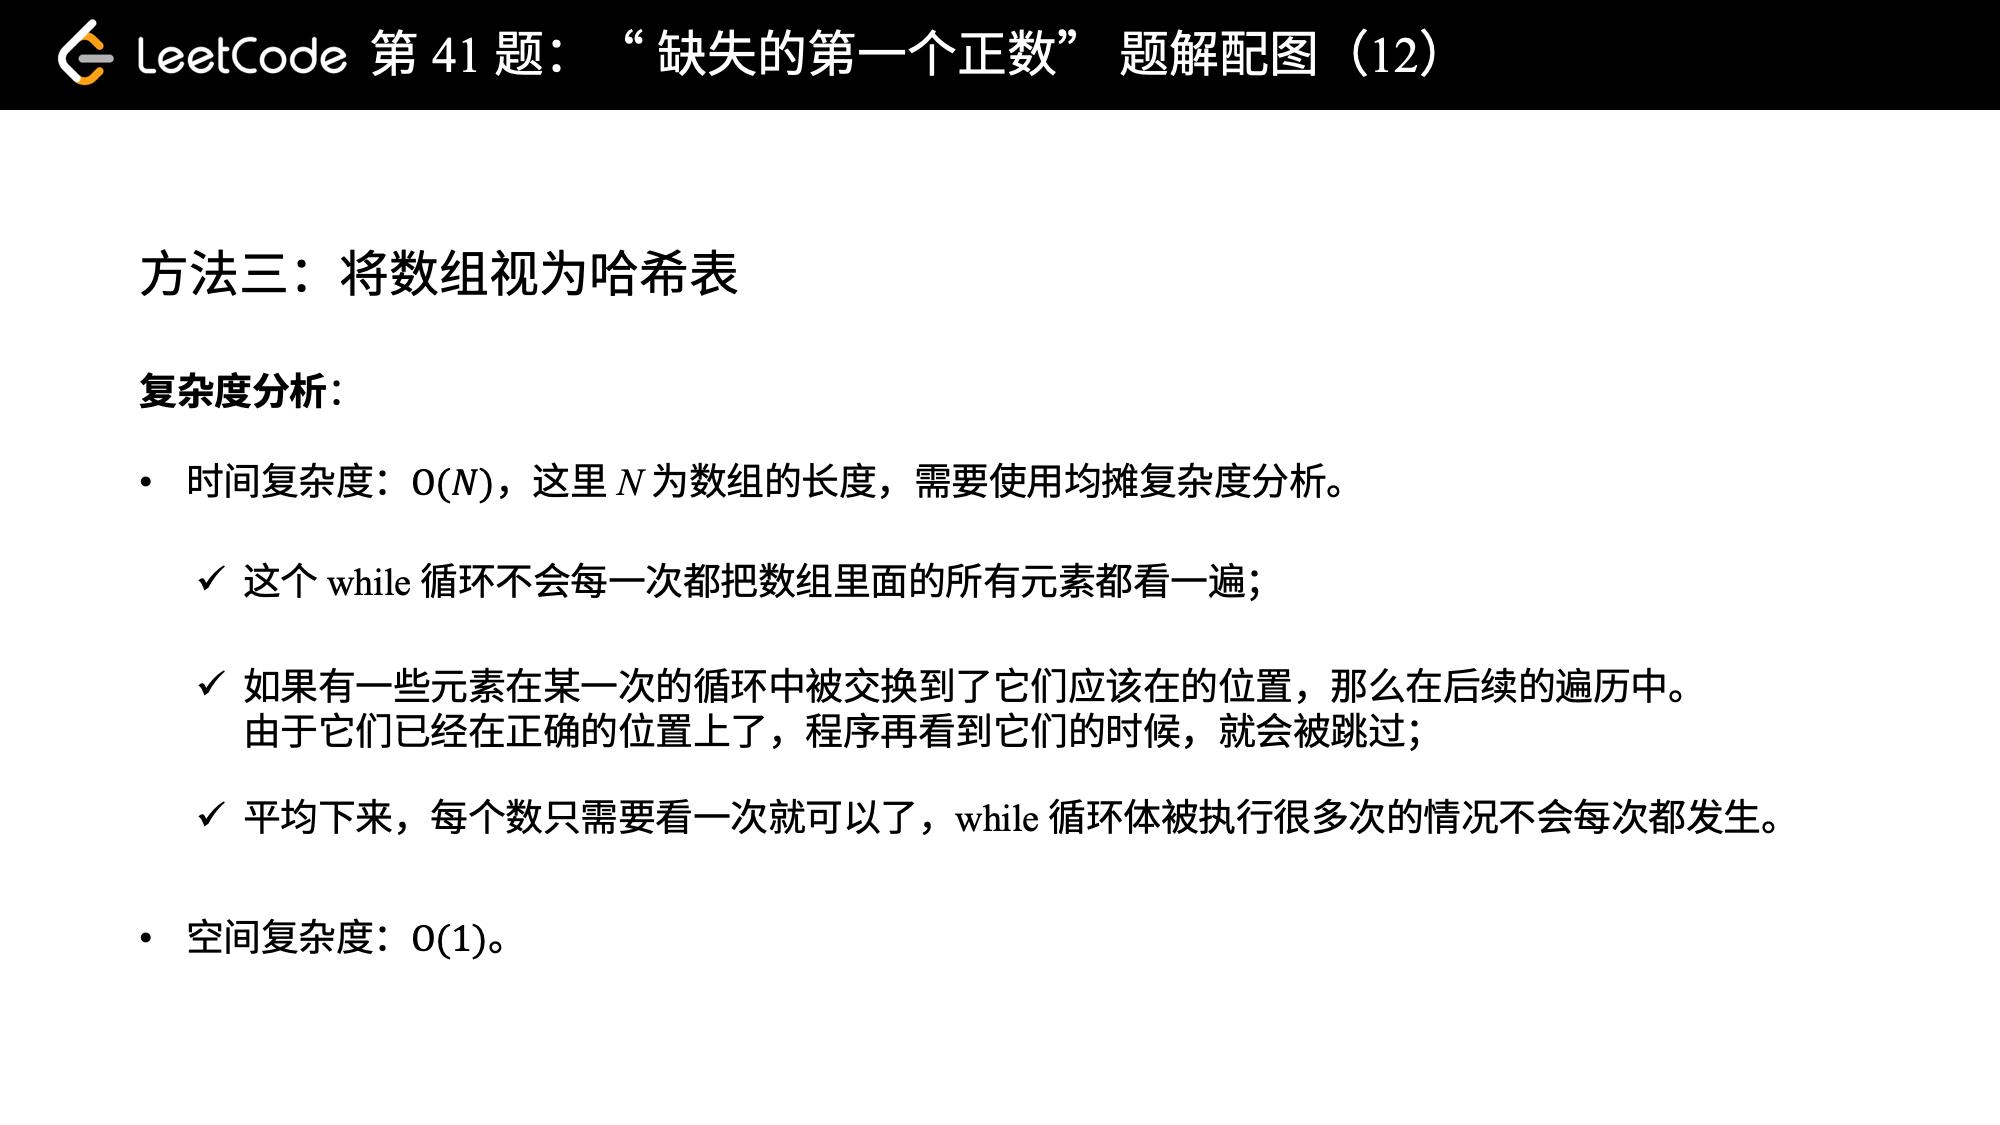 LeetCode 第 41 题：“缺失的第一个正数” 题解配图（12）
方法三：将数组视为哈希表
复杂度分析：
• 时间复杂度：O(N)，这里 N 为数组的长度，需要使用均摊复杂度分析。
✓ 这个 while 循环不会每一次都把数组里面的所有元素都看一遍；
✓ 如果有一些元素在某一次的循环中被交换到了它们应该在的位置，那么在后续的遍历中。
由于它们已经在正确的位置上了，程序再看到它们的时候，就会被跳过；
✓ 平均下来，每个数只需要看一次就可以了，while 循环体被执行很多次的情况不会每次都发生。
• 空间复杂度：O(1)。